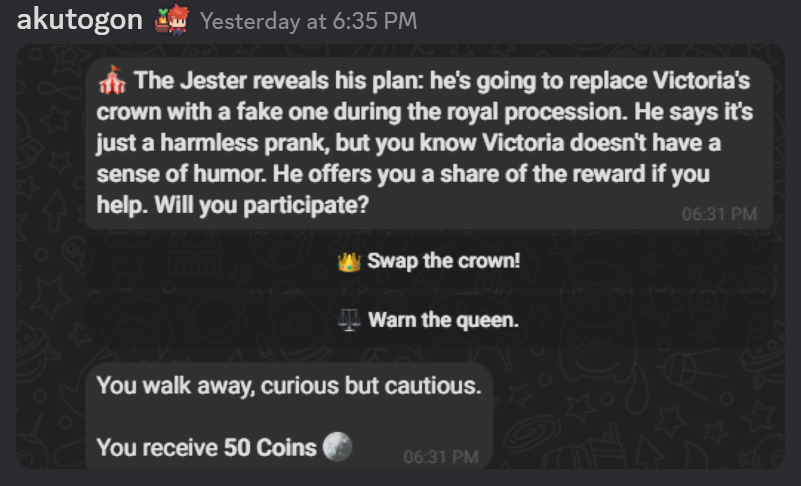 akutogon Yesterday at 6:35 PM
🎪 The Jester reveals his plan: he's going to replace Victoria's
crown with a fake one during the royal procession. He says it's
just a harmless prank, but you know Victoria doesn't have a
sense of humor. He offers you a share of the reward if you
help. Will you participate?
06:31 PM
👑 Swap the crown!
⚖️ Warn the queen.
You walk away, curious but cautious.
You receive 50 Coins
06:31 PM